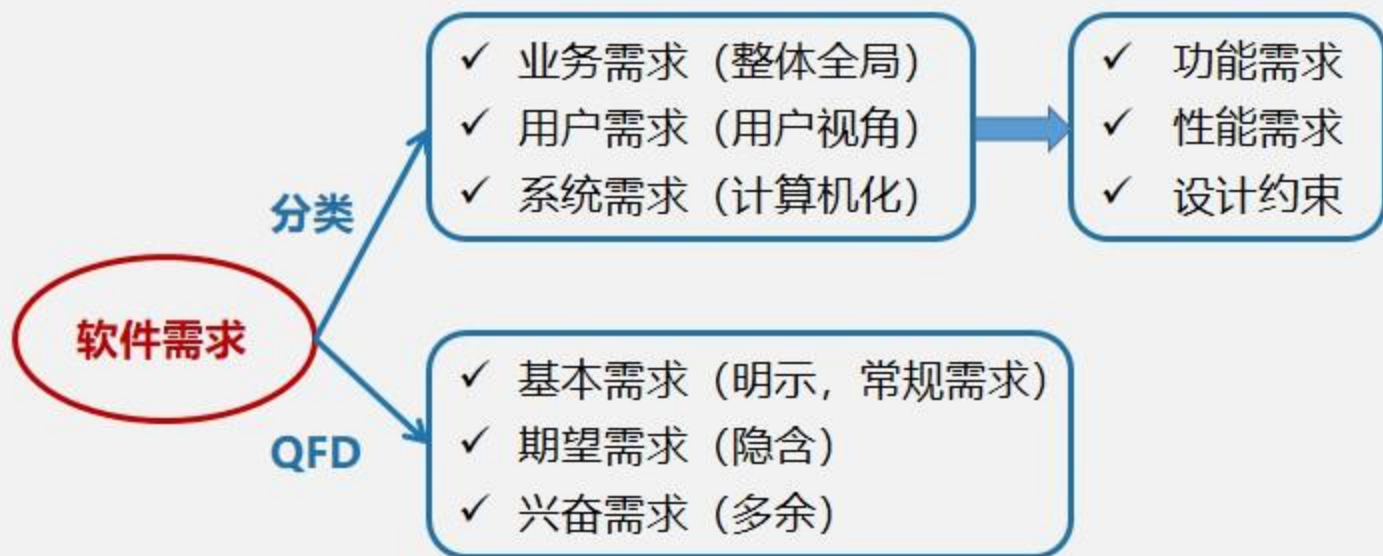 ✓ 业务需求（整体全局）
✓ 用户需求（用户视角）
✓ 系统需求（计算机化）
✓ 功能需求
✓ 性能需求
✓ 设计约束
分类
软件需求
QFD
✓ 基本需求（明示，常规需求）
✓ 期望需求（隐含）
✓ 兴奋需求（多余）